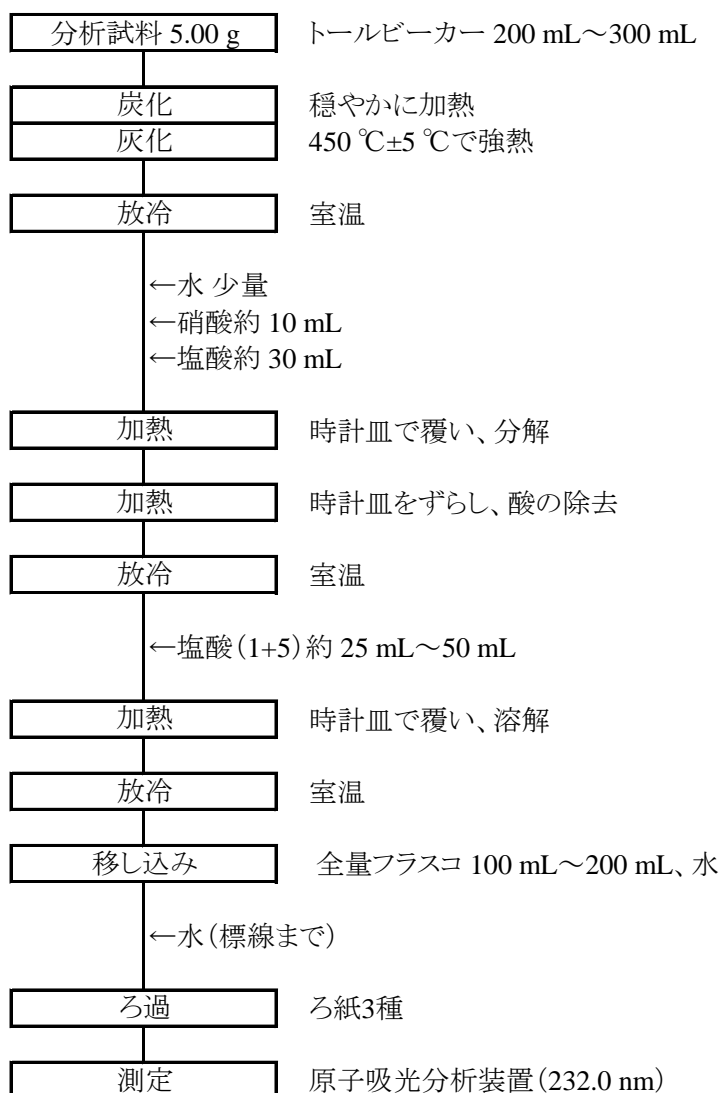 分析試料 5.00 g トールビーカー 200 mL～300 mL
炭化 穏やかに加熱
灰化 450 ℃±5 ℃で強熱
放冷 室温
←水 少量
←硝酸約 10 mL
←塩酸約 30 mL
加熱 時計皿で覆い、分解
加熱 時計皿をずらし、酸の除去
放冷 室温
←塩酸（1+5）約 25 mL～50 mL
加熱 時計皿で覆い、溶解
放冷 室温
移し込み 全量フラスコ 100 mL～200 mL、水
←水（標線まで）
ろ過 ろ紙3種
測定 原子吸光分析装置（232.0 nm）